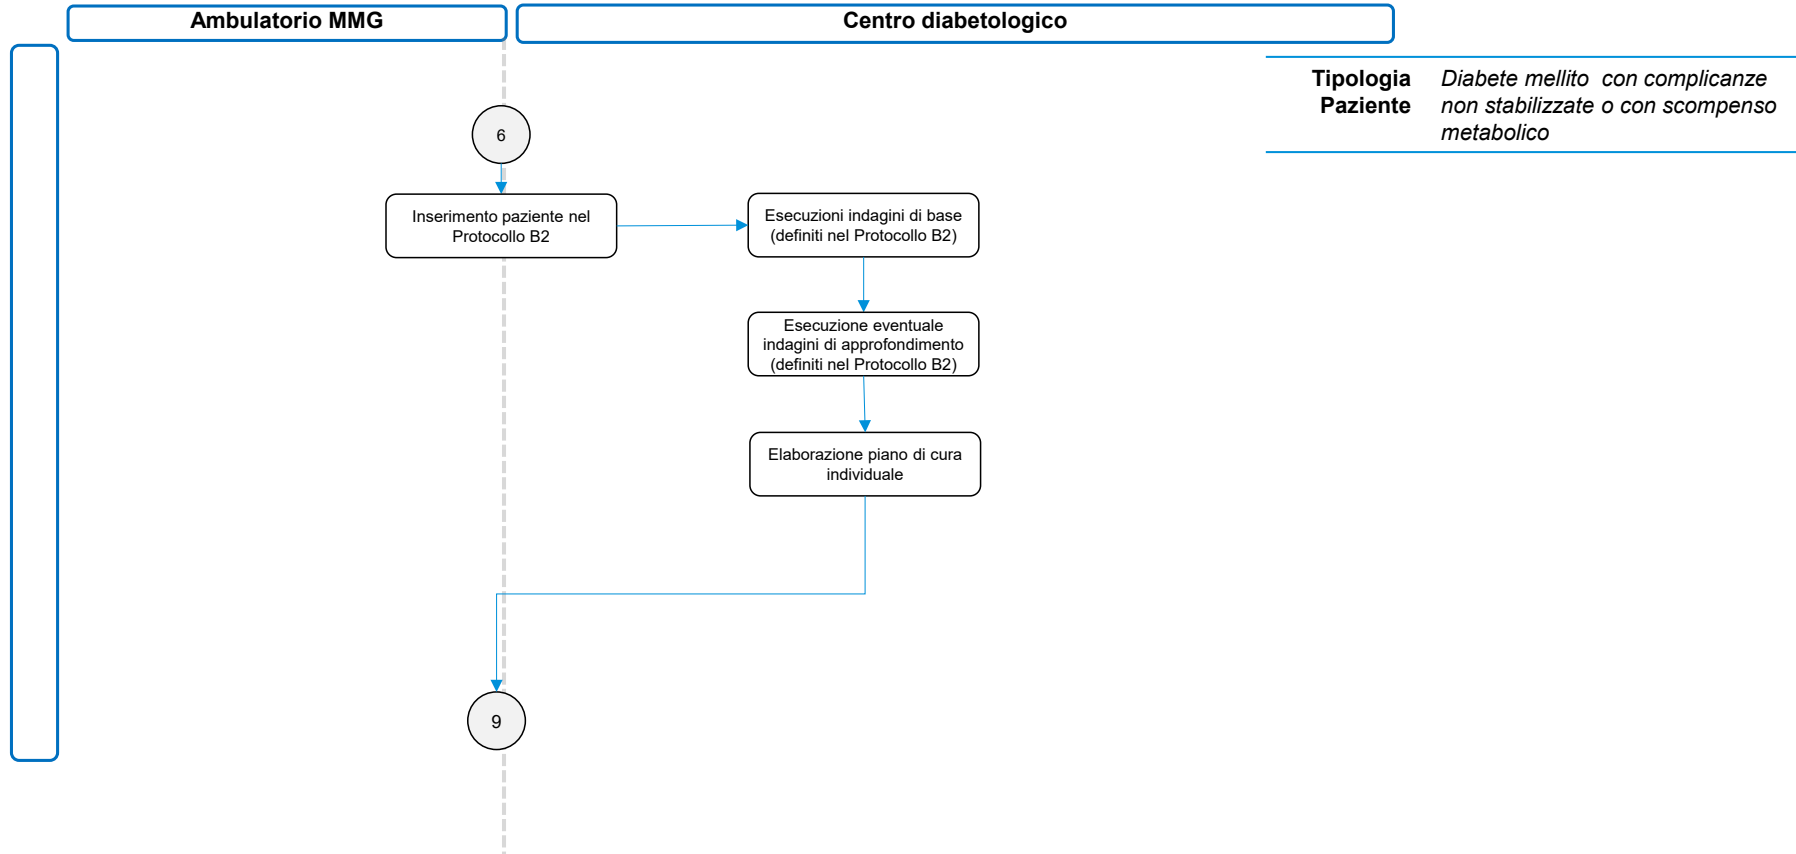 Ambulatorio MMG
Centro diabetologico
Tipologia
Paziente
Diabete mellito  con complicanze
non stabilizzate o con scompenso
metabolico
6
Inserimento paziente nel
Protocollo B2
Esecuzioni indagini di base
(definiti nel Protocollo B2)
Esecuzione eventuale
indagini di approfondimento
(definiti nel Protocollo B2)
Elaborazione piano di cura
individuale
9